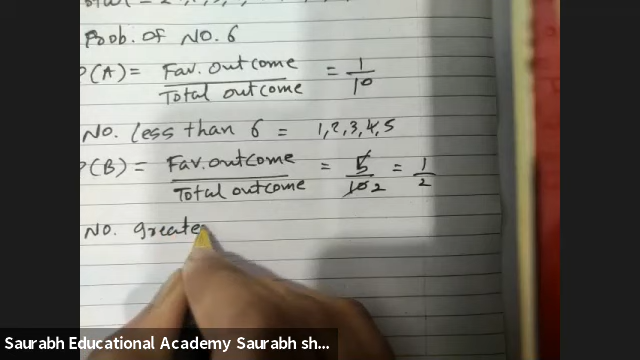 Prob. of NO. 6
P(A) = Fav. outcome / Total outcome = 1/10
No. less than 6 = 1,2,3,4,5
P(B) = Fav. outcome / Total outcome = 5/10 2 = 1/2
NO. greate
Saurabh Educational Academy Saurabh sh...